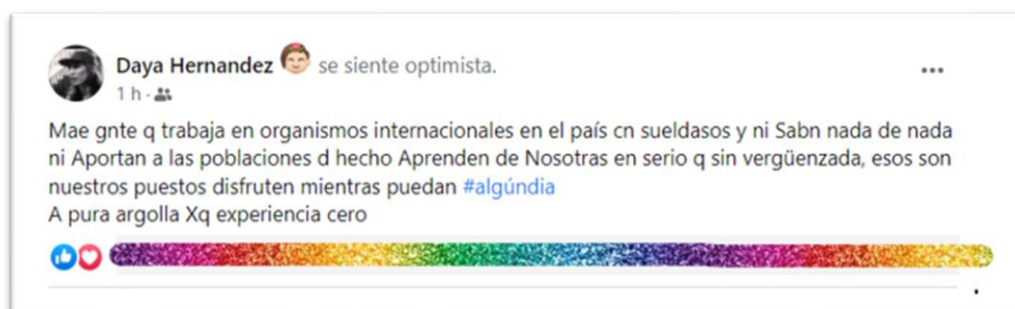 Daya Hernandez se siente optimista.
1 h ·
Mae gnte q trabaja en organismos internacionales en el país cn sueldasos y ni Sabn nada de nada
ni Aportan a las poblaciones d hecho Aprenden de Nosotras en serio q sin vergüenzada, esos son
nuestros puestos disfruten mientras puedan #algúndia
A pura argolla Xq experiencia cero